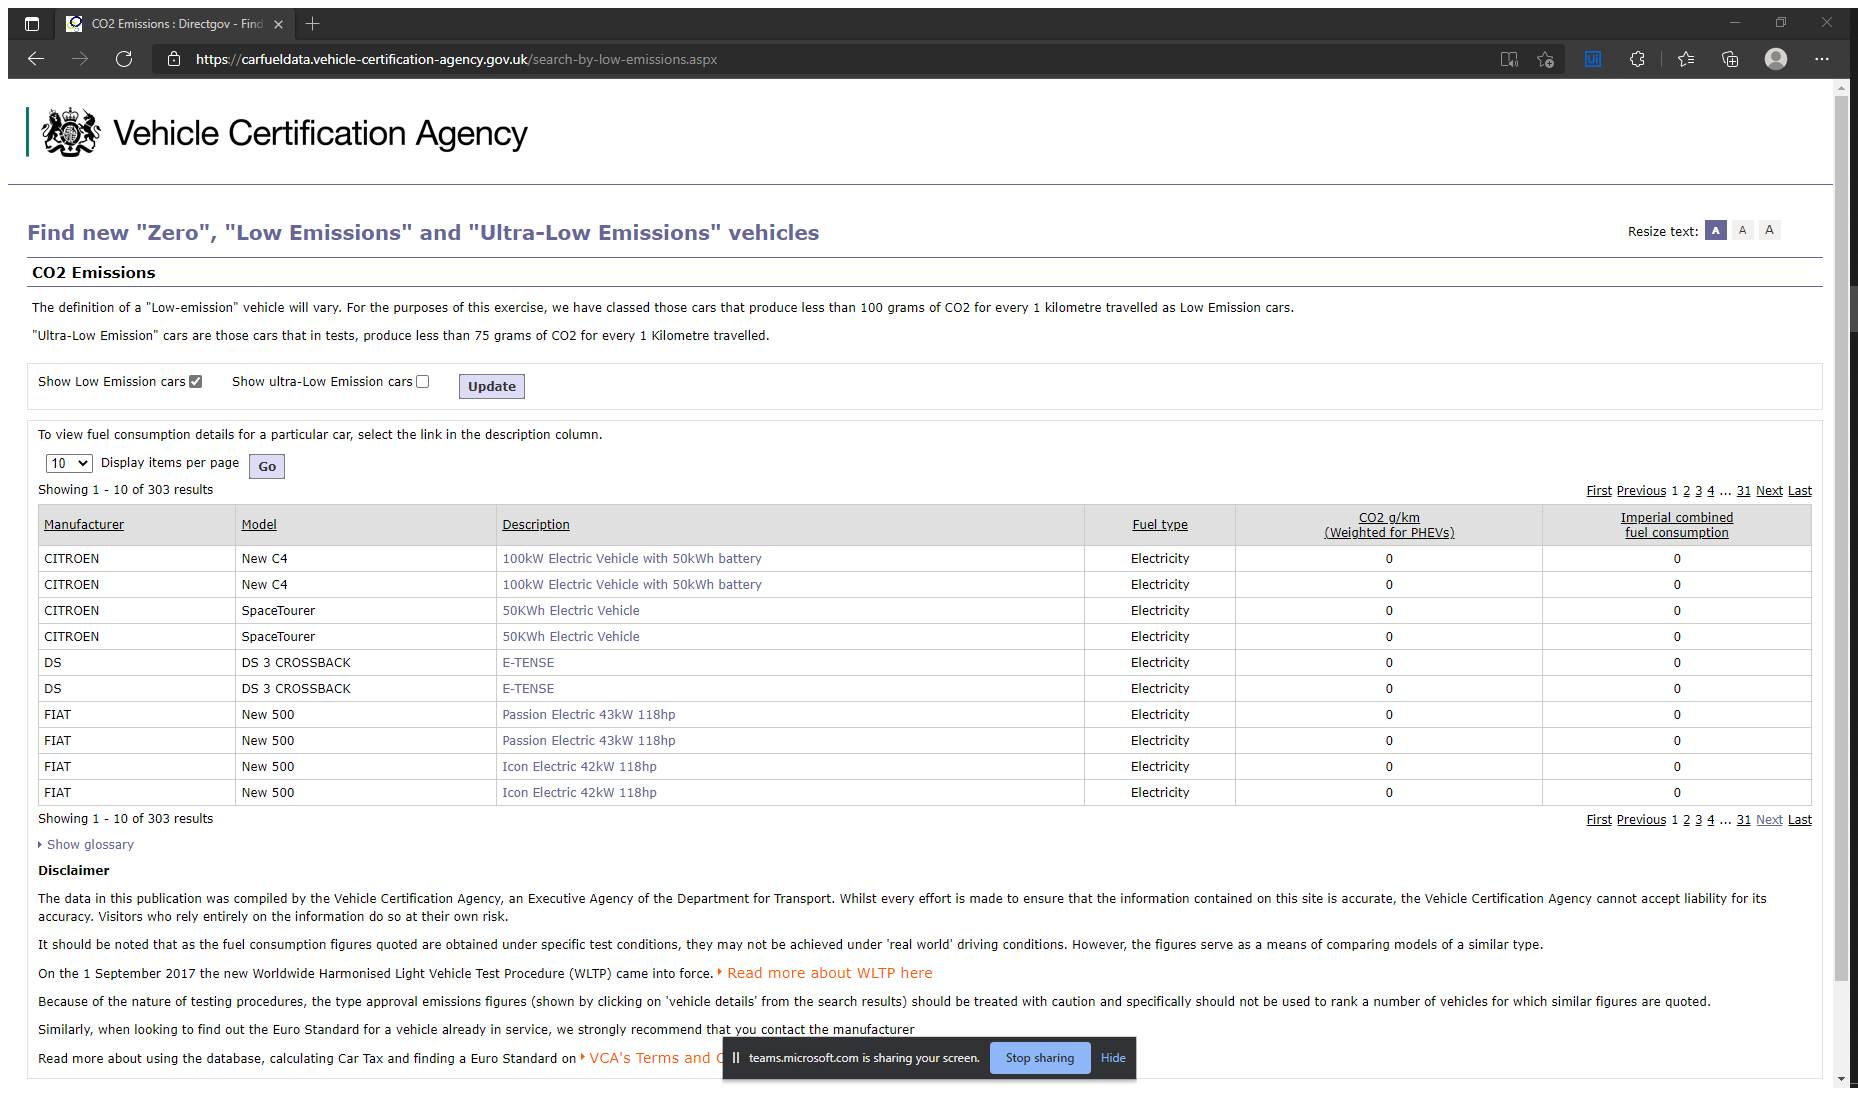 CO2 Emissions : Directgov - Find
https://carfueldata.vehicle-certification-agency.gov.uk/search-by-low-emissions.aspx
Vehicle Certification Agency
Find new "Zero", "Low Emissions" and "Ultra-Low Emissions" vehicles
Resize text: A A A
CO2 Emissions
The definition of a "Low-emission" vehicle will vary. For the purposes of this exercise, we have classed those cars that produce less than 100 grams of CO2 for every 1 kilometre travelled as Low Emission cars.
"Ultra-Low Emission" cars are those cars that in tests, produce less than 75 grams of CO2 for every 1 Kilometre travelled.
Show Low Emission cars Show ultra-Low Emission cars Update
To view fuel consumption details for a particular car, select the link in the description column.
10 Display items per page Go
Showing 1 - 10 of 303 results First Previous 1 2 3 4 ... 31 Next Last
Manufacturer Model Description Fuel type CO2 g/km (Weighted for PHEVs) Imperial combined fuel consumption
CITROEN New C4 100kW Electric Vehicle with 50kWh battery Electricity 0 0
CITROEN New C4 100kW Electric Vehicle with 50kWh battery Electricity 0 0
CITROEN SpaceTourer 50KWh Electric Vehicle Electricity 0 0
CITROEN SpaceTourer 50KWh Electric Vehicle Electricity 0 0
DS DS 3 CROSSBACK E-TENSE Electricity 0 0
DS DS 3 CROSSBACK E-TENSE Electricity 0 0
FIAT New 500 Passion Electric 43kW 118hp Electricity 0 0
FIAT New 500 Passion Electric 43kW 118hp Electricity 0 0
FIAT New 500 Icon Electric 42kW 118hp Electricity 0 0
FIAT New 500 Icon Electric 42kW 118hp Electricity 0 0
Showing 1 - 10 of 303 results First Previous 1 2 3 4 ... 31 Next Last
Show glossary
Disclaimer
The data in this publication was compiled by the Vehicle Certification Agency, an Executive Agency of the Department for Transport. Whilst every effort is made to ensure that the information contained on this site is accurate, the Vehicle Certification Agency cannot accept liability for its
accuracy. Visitors who rely entirely on the information do so at their own risk.
It should be noted that as the fuel consumption figures quoted are obtained under specific test conditions, they may not be achieved under 'real world' driving conditions. However, the figures serve as a means of comparing models of a similar type.
On the 1 September 2017 the new Worldwide Harmonised Light Vehicle Test Procedure (WLTP) came into force. Read more about WLTP here
Because of the nature of testing procedures, the type approval emissions figures (shown by clicking on 'vehicle details' from the search results) should be treated with caution and specifically should not be used to rank a number of vehicles for which similar figures are quoted.
Similarly, when looking to find out the Euro Standard for a vehicle already in service, we strongly recommend that you contact the manufacturer
Read more about using the database, calculating Car Tax and finding a Euro Standard on VCA's Terms and
teams.microsoft.com is sharing your screen. Stop sharing Hide